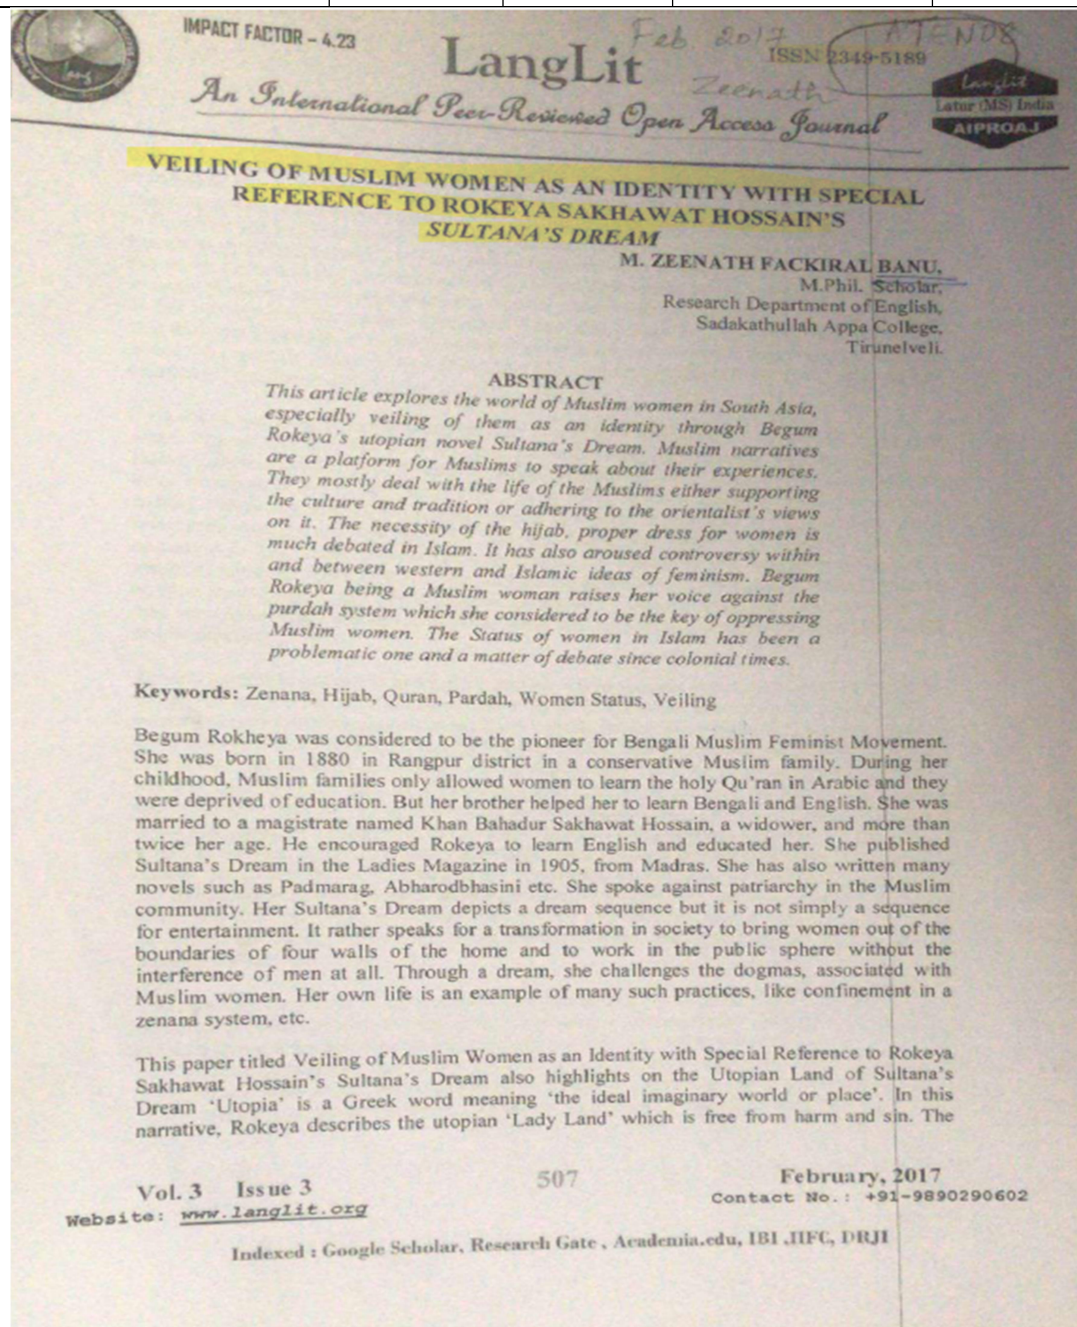 IMPACT FACTOR – 4.23
Feb 2017
ATEND8
LangLit
ISSN 2349-5189
Zeenath
An International Peer-Reviewed Open Access Journal
LangLit
Latur (MS) India
AIPROAJ
VEILING OF MUSLIM WOMEN AS AN IDENTITY WITH SPECIAL
REFERENCE TO ROKEYA SAKHAWAT HOSSAIN'S
SULTANA'S DREAM
M. ZEENATH FACKIRAL BANU,
M.Phil. Scholar,
Research Department of English,
Sadakathullah Appa College,
Tirunelveli.
ABSTRACT
This article explores the world of Muslim women in South Asia,
especially veiling of them as an identity through Begum
Rokeya's utopian novel Sultana's Dream. Muslim narratives
are a platform for Muslims to speak about their experiences.
They mostly deal with the life of the Muslims either supporting
the culture and tradition or adhering to the orientalist's views
on it. The necessity of the hijab, proper dress for women is
much debated in Islam. It has also aroused controversy within
and between western and Islamic ideas of feminism. Begum
Rokeya being a Muslim woman raises her voice against the
purdah system which she considered to be the key of oppressing
Muslim women. The Status of women in Islam has been a
problematic one and a matter of debate since colonial times.
Keywords: Zenana, Hijab, Quran, Pardah, Women Status, Veiling
Begum Rokheya was considered to be the pioneer for Bengali Muslim Feminist Movement.
She was born in 1880 in Rangpur district in a conservative Muslim family. During her
childhood, Muslim families only allowed women to learn the holy Qu'ran in Arabic and they
were deprived of education. But her brother helped her to learn Bengali and English. She was
married to a magistrate named Khan Bahadur Sakhawat Hossain, a widower, and more than
twice her age. He encouraged Rokeya to learn English and educated her. She published
Sultana's Dream in the Ladies Magazine in 1905, from Madras. She has also written many
novels such as Padmarag, Abharodbhasini etc. She spoke against patriarchy in the Muslim
community. Her Sultana's Dream depicts a dream sequence but it is not simply a sequence
for entertainment. It rather speaks for a transformation in society to bring women out of the
boundaries of four walls of the home and to work in the public sphere without the
interference of men at all. Through a dream, she challenges the dogmas, associated with
Muslim women. Her own life is an example of many such practices, like confinement in a
zenana system, etc.
This paper titled Veiling of Muslim Women as an Identity with Special Reference to Rokeya
Sakhawat Hossain's Sultana's Dream also highlights on the Utopian Land of Sultana's
Dream 'Utopia' is a Greek word meaning 'the ideal imaginary world or place'. In this
narrative, Rokeya describes the utopian 'Lady Land' which is free from harm and sin. The
Vol. 3 Issue 3
507
February, 2017
Website: www.langlit.org
Contact No.: +91-9890290602
Indexed : Google Scholar, Research Gate , Academia.edu, IBI ,IIFC, DRJI